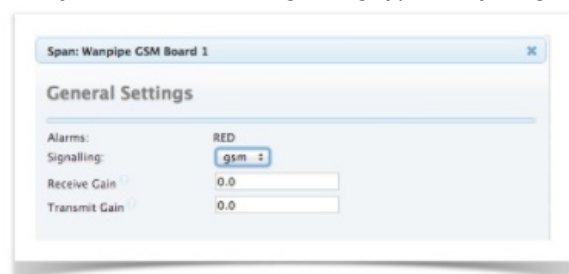 Span: Wanpipe GSM Board 1
General Settings
Alarms: RED
Signalling: gsm
Receive Gain 0.0
Transmit Gain 0.0